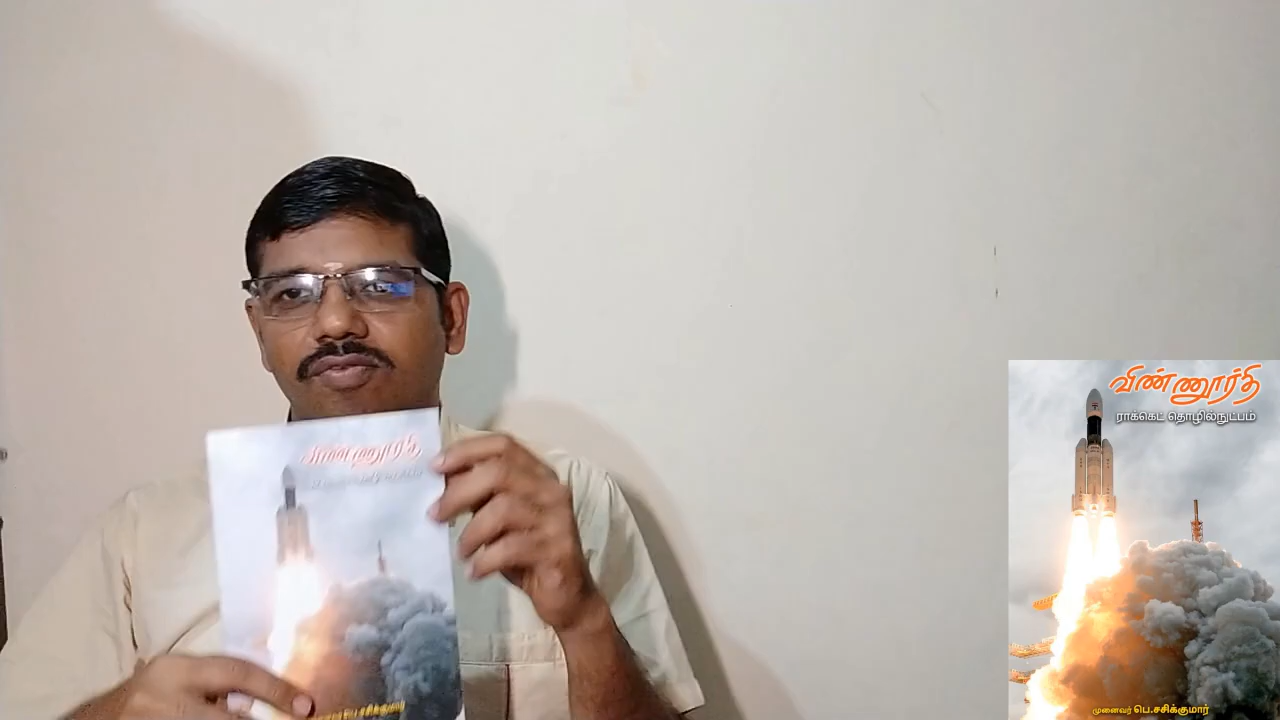 விண்ணூர்தி
விண்ணூர்தி
ராக்கெட் தொழில்நுட்பம்
முனைவர் பெ.சசிக்குமார்